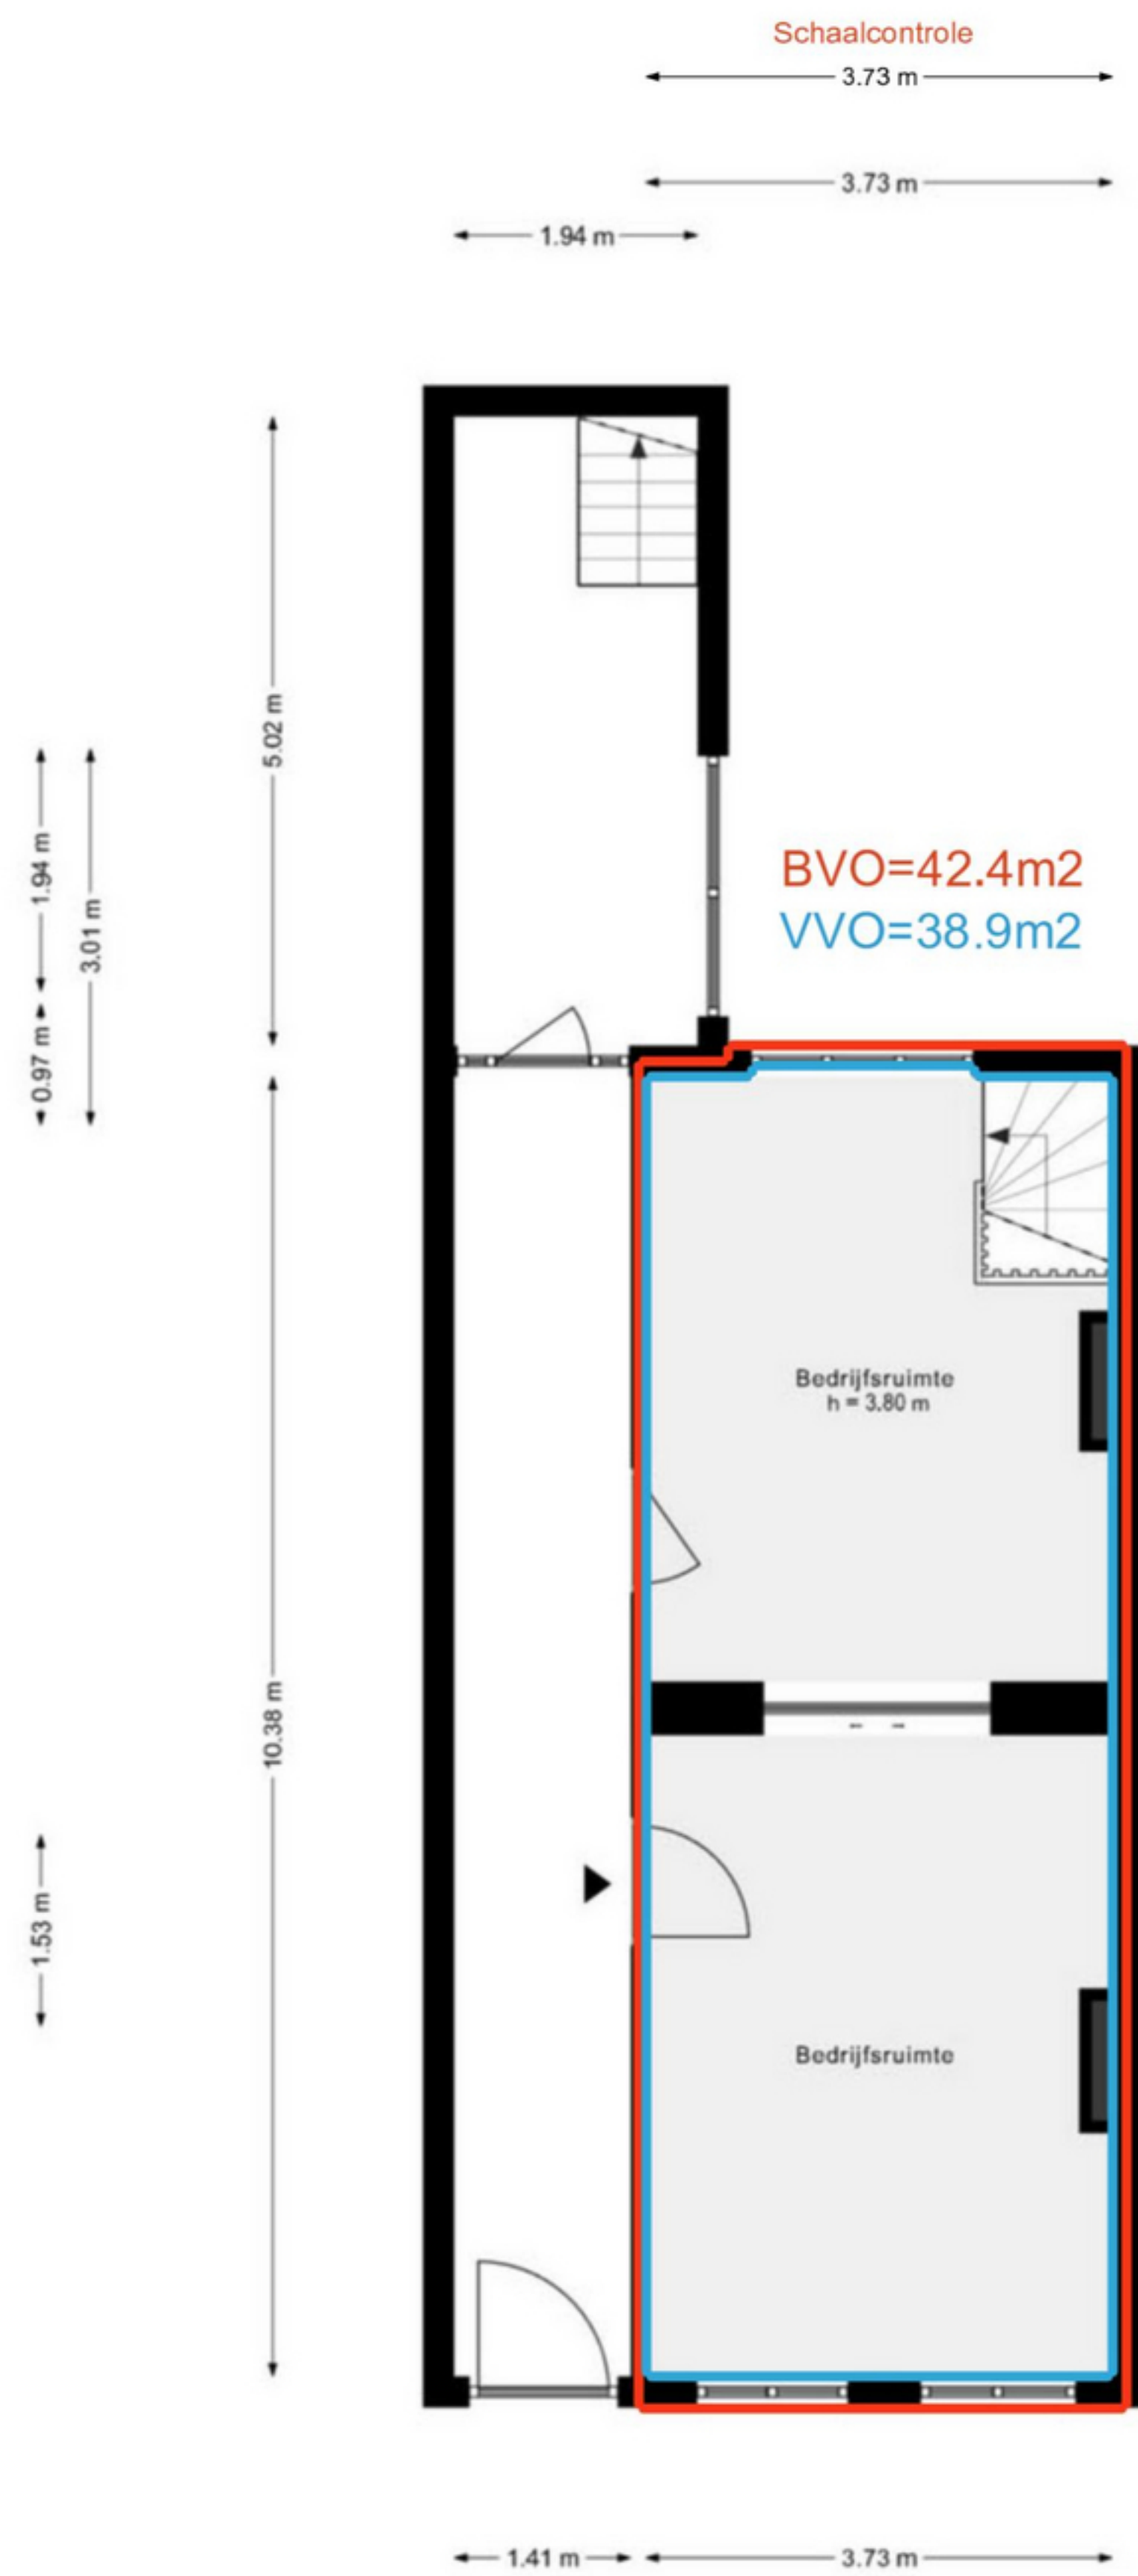 Schaalcontrole
3.73 m
3.73 m
1.94 m
5.02 m
1.94 m
3.01 m
0.97 m
BVO=42.4m2
VVO=38.9m2
Bedrijfsruimte
h = 3.80 m
10.38 m
1.53 m
Bedrijfsruimte
1.41 m
3.73 m